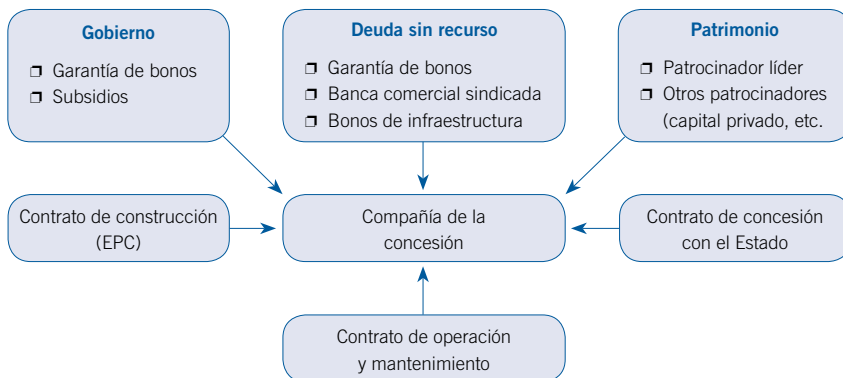 Gobierno
❒ Garantía de bonos
❒ Subsidios
Deuda sin recurso
❒ Garantía de bonos
❒ Banca comercial sindicada
❒ Bonos de infraestructura
Patrimonio
❒ Patrocinador líder
❒ Otros patrocinadores
(capital privado, etc.
Contrato de construcción
(EPC)
Compañía de la
concesión
Contrato de concesión
con el Estado
Contrato de operación
y mantenimiento